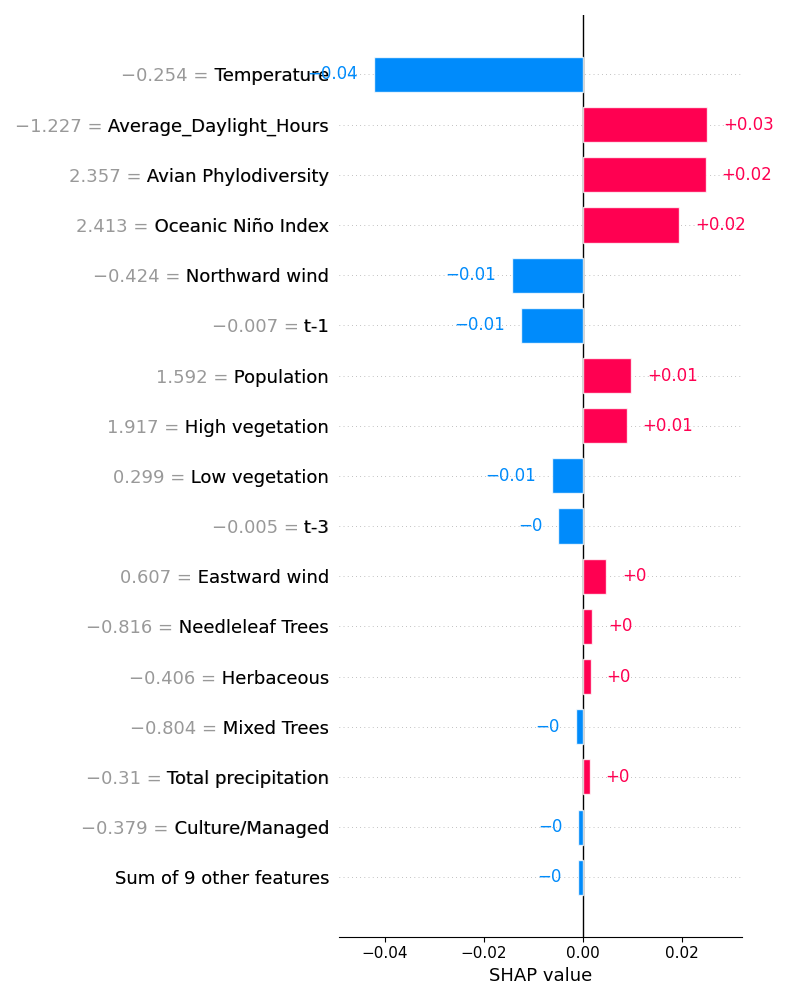 −0.254 = Temperature −0.04
−1.227 = Average_Daylight_Hours +0.03
2.357 = Avian Phylodiversity +0.02
2.413 = Oceanic Niño Index +0.02
−0.424 = Northward wind −0.01
−0.007 = t-1 −0.01
1.592 = Population +0.01
1.917 = High vegetation +0.01
0.299 = Low vegetation −0.01
−0.005 = t-3 −0
0.607 = Eastward wind +0
−0.816 = Needleleaf Trees +0
−0.406 = Herbaceous +0
−0.804 = Mixed Trees −0
−0.31 = Total precipitation +0
−0.379 = Culture/Managed −0
Sum of 9 other features −0
−0.04 −0.02 0.00 0.02
SHAP value